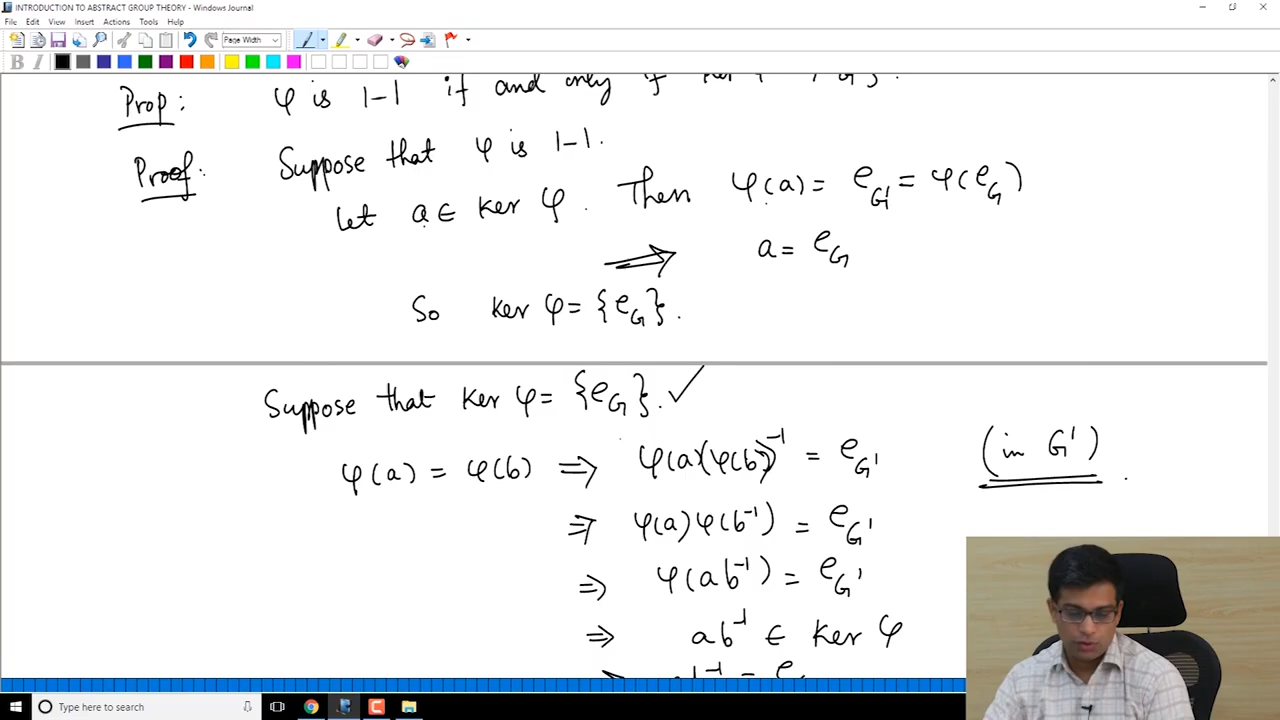 INTRODUCTION TO ABSTRACT GROUP THEORY - Windows Journal
File Edit View Insert Actions Tools Help
Page Width
B I
Prop: φ is 1-1 if and only if
Proof: Suppose that φ is 1-1.
let a ∈ ker φ. Then φ(a) = e_G' = φ(e_G)
⟹ a = e_G
So ker φ = {e_G}.
Suppose that ker φ = {e_G}. ✓
φ(a) = φ(b) ⇒ φ(a)(φ(b))^-1 = e_G' (in G').
⇒ φ(a)φ(b^-1) = e_G'
⇒ φ(ab^-1) = e_G'
⇒ ab^-1 ∈ ker φ
Type here to search